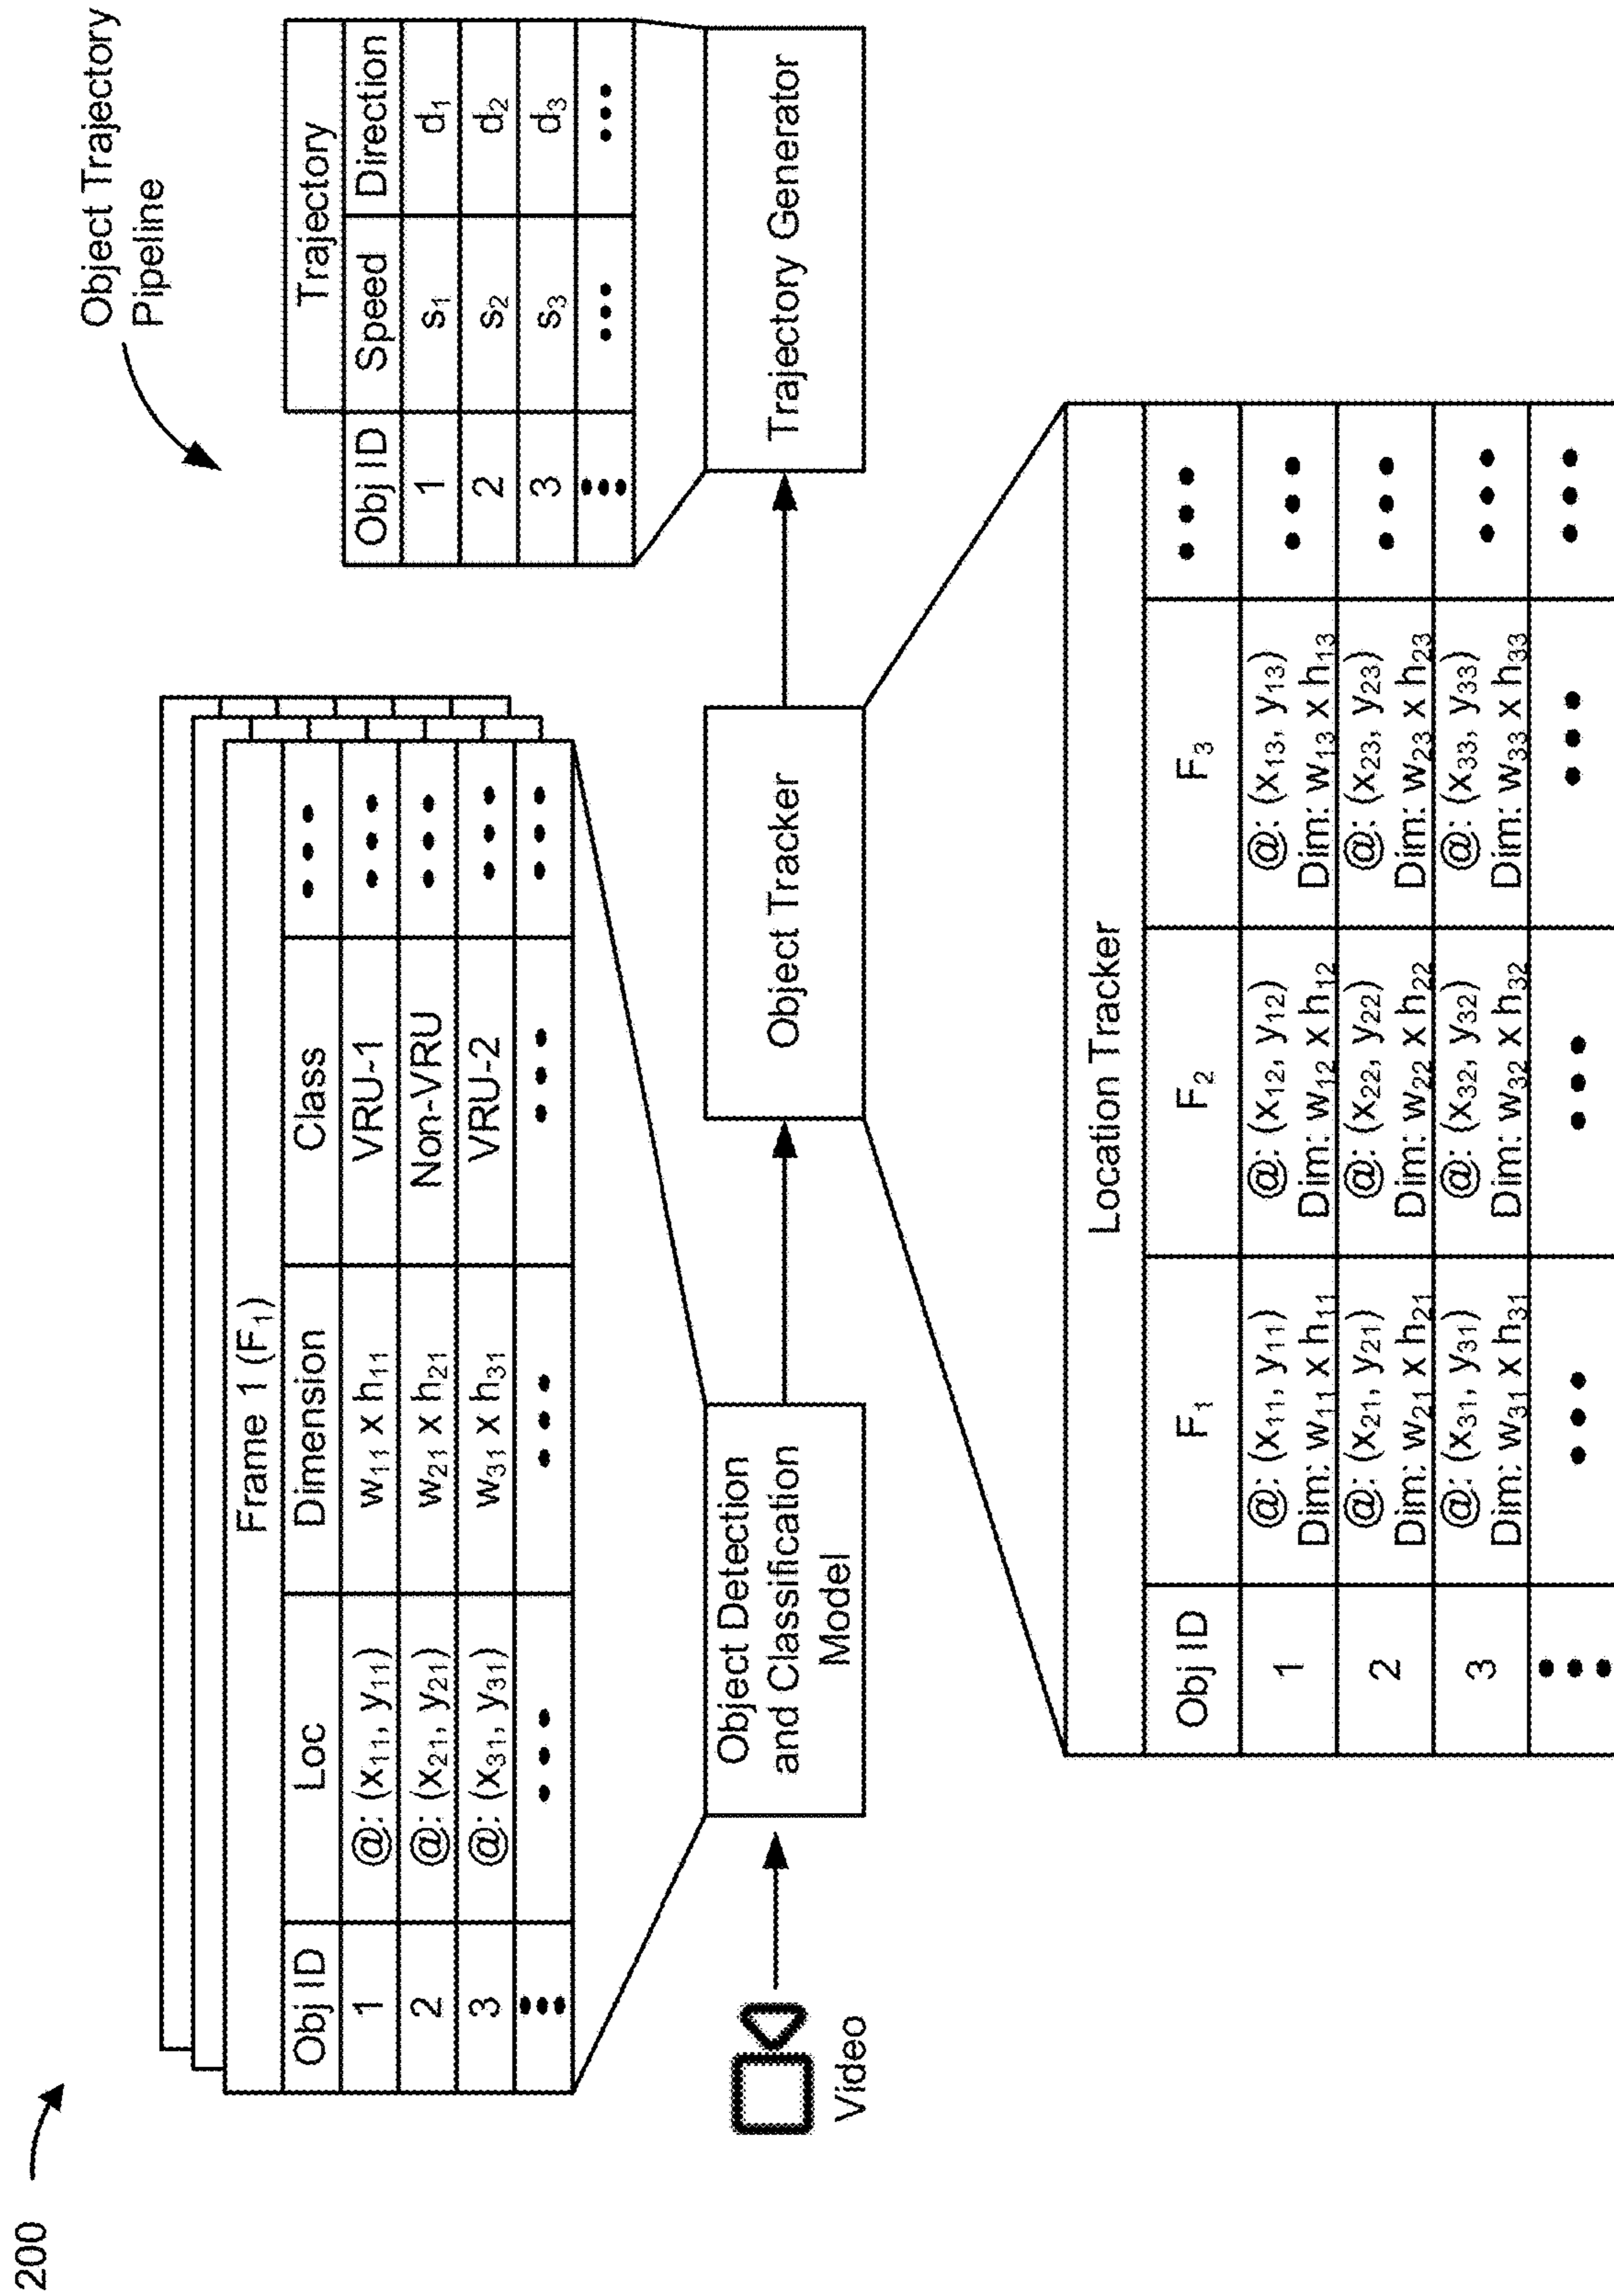 200
Object Trajectory
Pipeline
Frame 1 (F₁)
Obj ID Loc Dimension Class •••
1 @: (x₁₁, y₁₁) w₁₁ x h₁₁ VRU-1 •••
2 @: (x₂₁, y₂₁) w₂₁ x h₂₁ Non-VRU •••
3 @: (x₃₁, y₃₁) w₃₁ x h₃₁ VRU-2 •••
••• ••• ••• ••• •••
Trajectory
Obj ID Speed Direction
1 s₁ d₁
2 s₂ d₂
3 s₃ d₃
••• ••• •••
Video
Object Detection
and Classification
Model
Object Tracker
Trajectory Generator
Location Tracker
Obj ID F₁ F₂ F₃ •••
1 @: (x₁₁, y₁₁) @: (x₁₂, y₁₂) @: (x₁₃, y₁₃) •••
Dim: w₁₁ x h₁₁ Dim: w₁₂ x h₁₂ Dim: w₁₃ x h₁₃
2 @: (x₂₁, y₂₁) @: (x₂₂, y₂₂) @: (x₂₃, y₂₃) •••
Dim: w₂₁ x h₂₁ Dim: w₂₂ x h₂₂ Dim: w₂₃ x h₂₃
3 @: (x₃₁, y₃₁) @: (x₃₂, y₃₂) @: (x₃₃, y₃₃) •••
Dim: w₃₁ x h₃₁ Dim: w₃₂ x h₃₂ Dim: w₃₃ x h₃₃
••• ••• ••• ••• •••